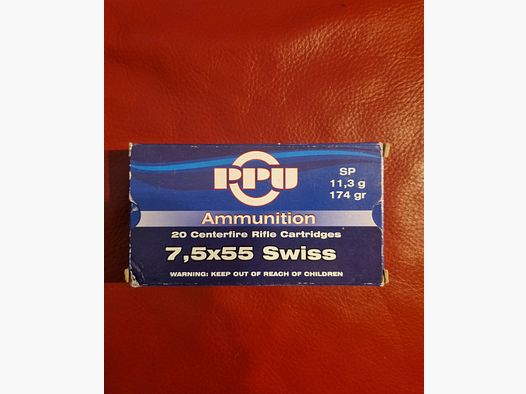 PPU
SP
11,3 g
174 gr
Ammunition
20 Centerfire Rifle Cartridges
7,5x55 Swiss
WARNING: KEEP OUT OF REACH OF CHILDREN